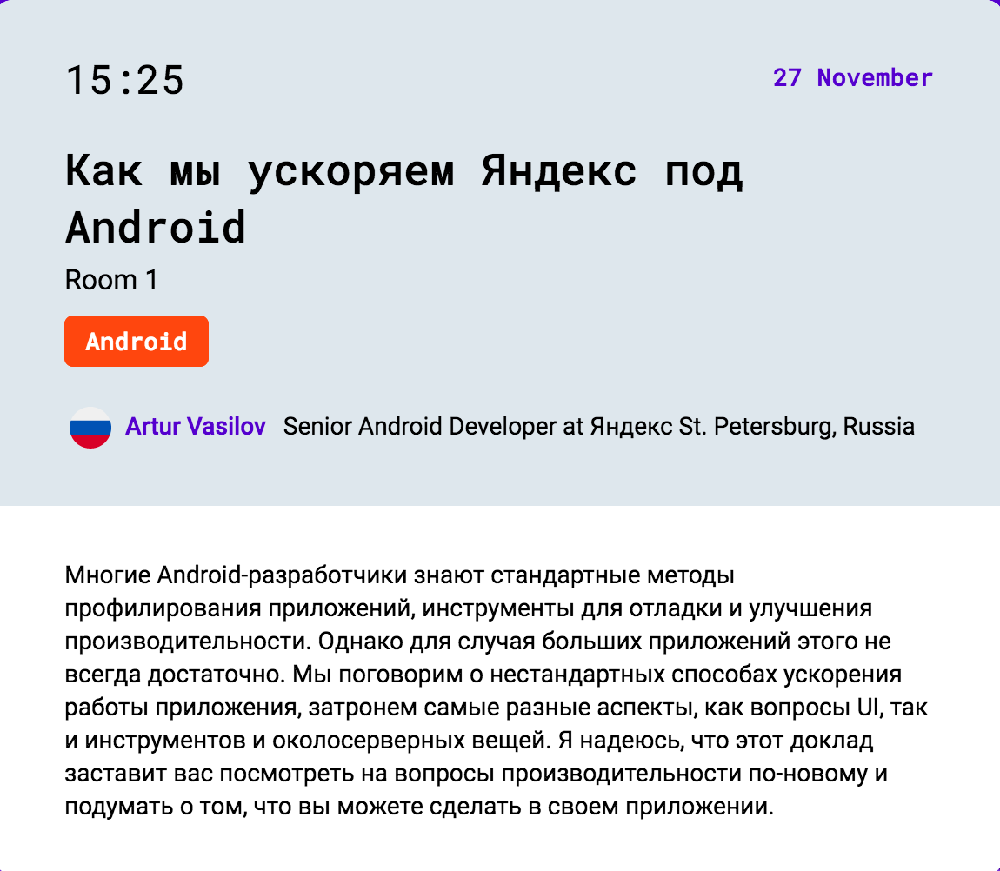 15:25
27 November
Как мы ускоряем Яндекс под
Android
Room 1
Android
Artur Vasilov Senior Android Developer at Яндекс St. Petersburg, Russia
Многие Android-разработчики знают стандартные методы
профилирования приложений, инструменты для отладки и улучшения
производительности. Однако для случая больших приложений этого не
всегда достаточно. Мы поговорим о нестандартных способах ускорения
работы приложения, затронем самые разные аспекты, как вопросы UI, так
и инструментов и околосерверных вещей. Я надеюсь, что этот доклад
заставит вас посмотреть на вопросы производительности по-новому и
подумать о том, что вы можете сделать в своем приложении.